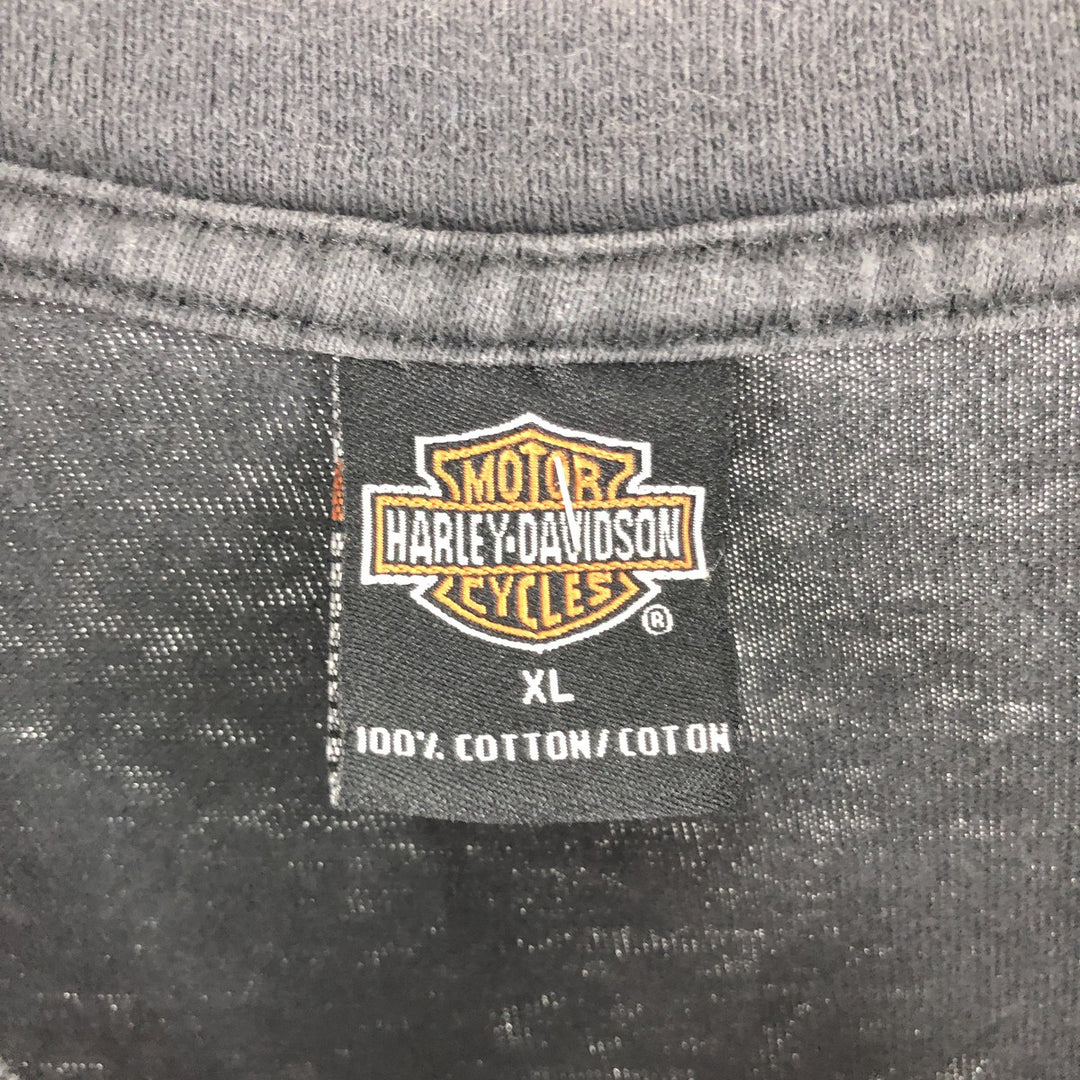 MOTOR
HARLEY-DAVIDSON
CYCLES
®
XL
100% COTTON/COTON